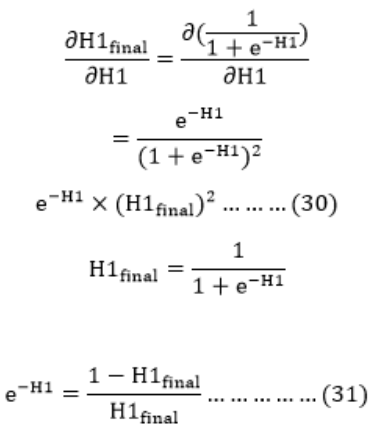 ∂H1_final / ∂H1 = ∂(1 / (1 + e^{−H1})) / ∂H1
= e^{−H1} / (1 + e^{−H1})^2
e^{−H1} × (H1_final)^2 … … … (30)
H1_final = 1 / (1 + e^{−H1})
e^{−H1} = (1 − H1_final) / H1_final … … … … … (31)